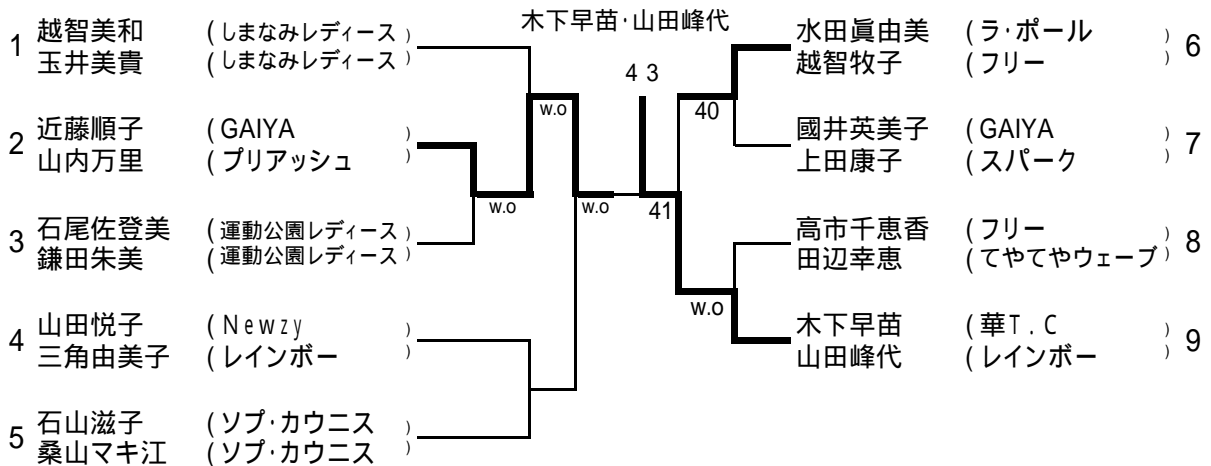 木下早苗・山田峰代
1 越智美和 (しまなみレディース)
玉井美貴 (しまなみレディース)
2 近藤順子 (GAIYA)
山内万里 (プリアッシュ)
3 石尾佐登美 (運動公園レディース)
鎌田朱美 (運動公園レディース)
4 山田悦子 (Newzy)
三角由美子 (レインボー)
5 石山滋子 (ソプ・カウニス)
桑山マキ江 (ソプ・カウニス)
w.o
w.o
w.o
4 3
41
40
w.o
水田眞由美 (ラ・ポール) 6
越智牧子 (フリー)
國井英美子 (GAIYA) 7
上田康子 (スパーク)
高市千恵香 (フリー) 8
田辺幸恵 (てやてやウェーブ)
木下早苗 (華T.C) 9
山田峰代 (レインボー)